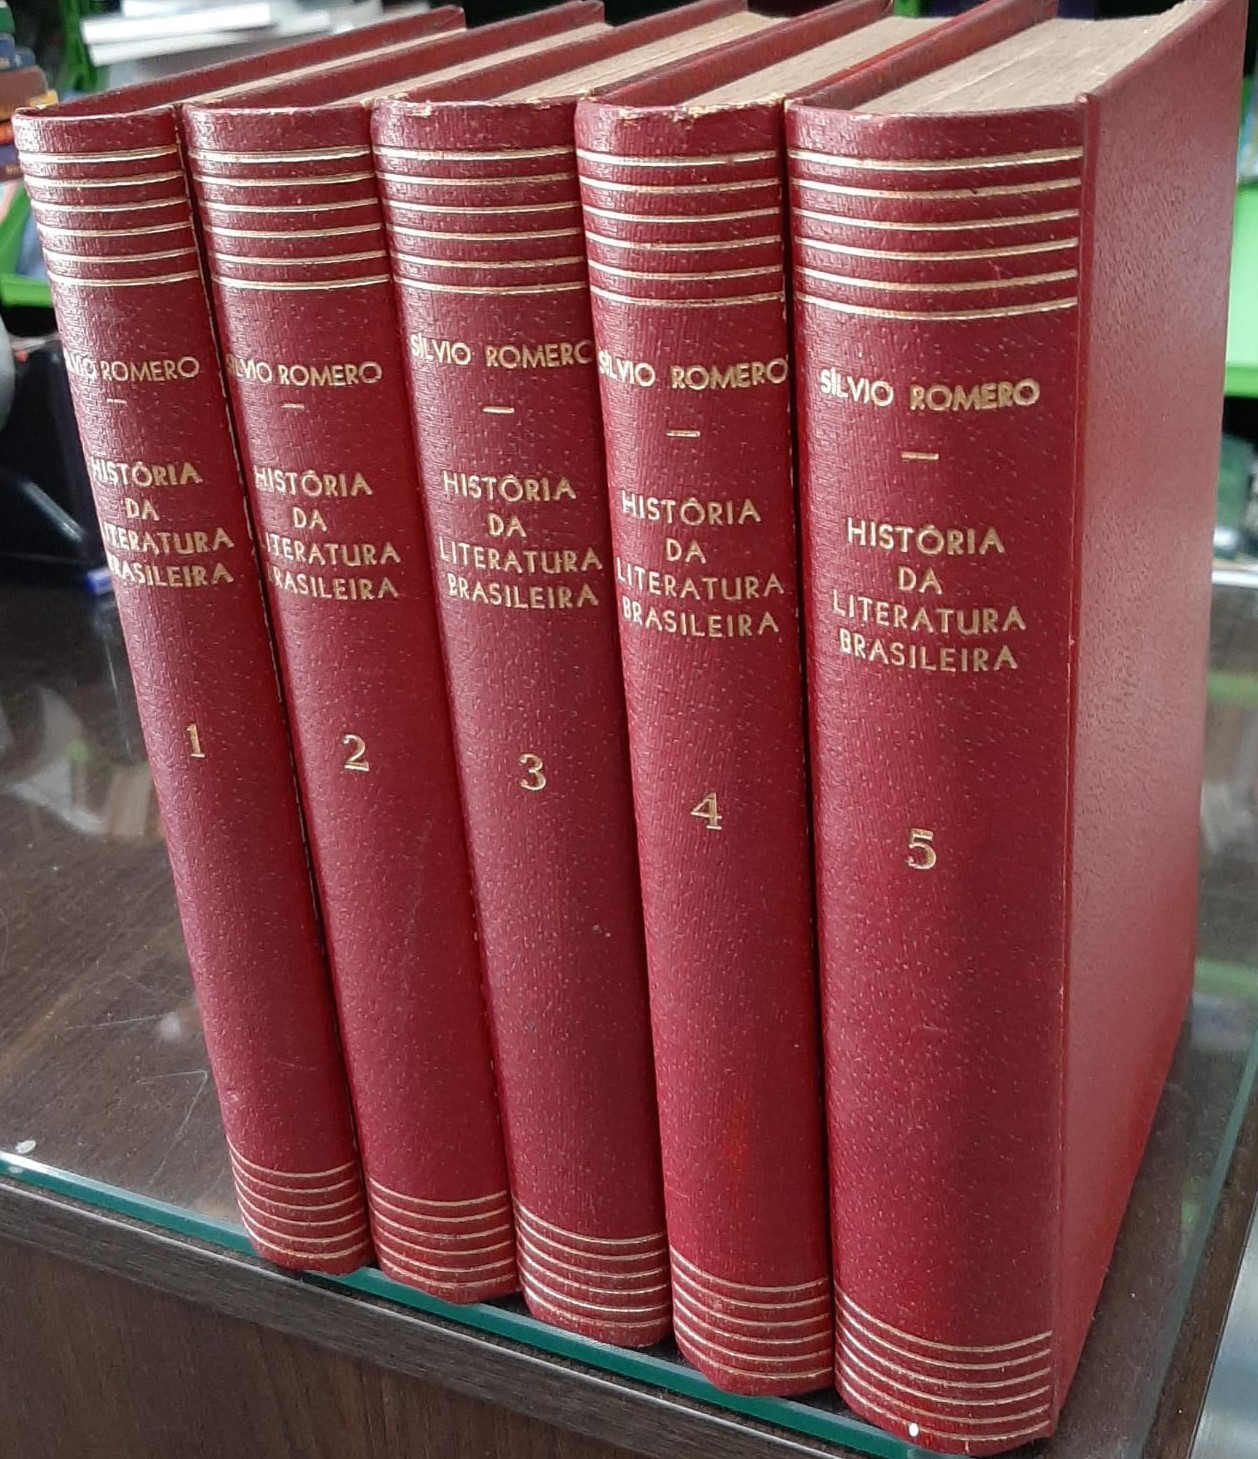 SÍLVIO ROMERO
HISTÓRIA
DA
LITERATURA
BRASILEIRA
1
SÍLVIO ROMERO
HISTÓRIA
DA
LITERATURA
BRASILEIRA
2
SÍLVIO ROMERO
HISTÓRIA
DA
LITERATURA
BRASILEIRA
3
SÍLVIO ROMERO
HISTÓRIA
DA
LITERATURA
BRASILEIRA
4
SÍLVIO ROMERO
HISTÓRIA
DA
LITERATURA
BRASILEIRA
5